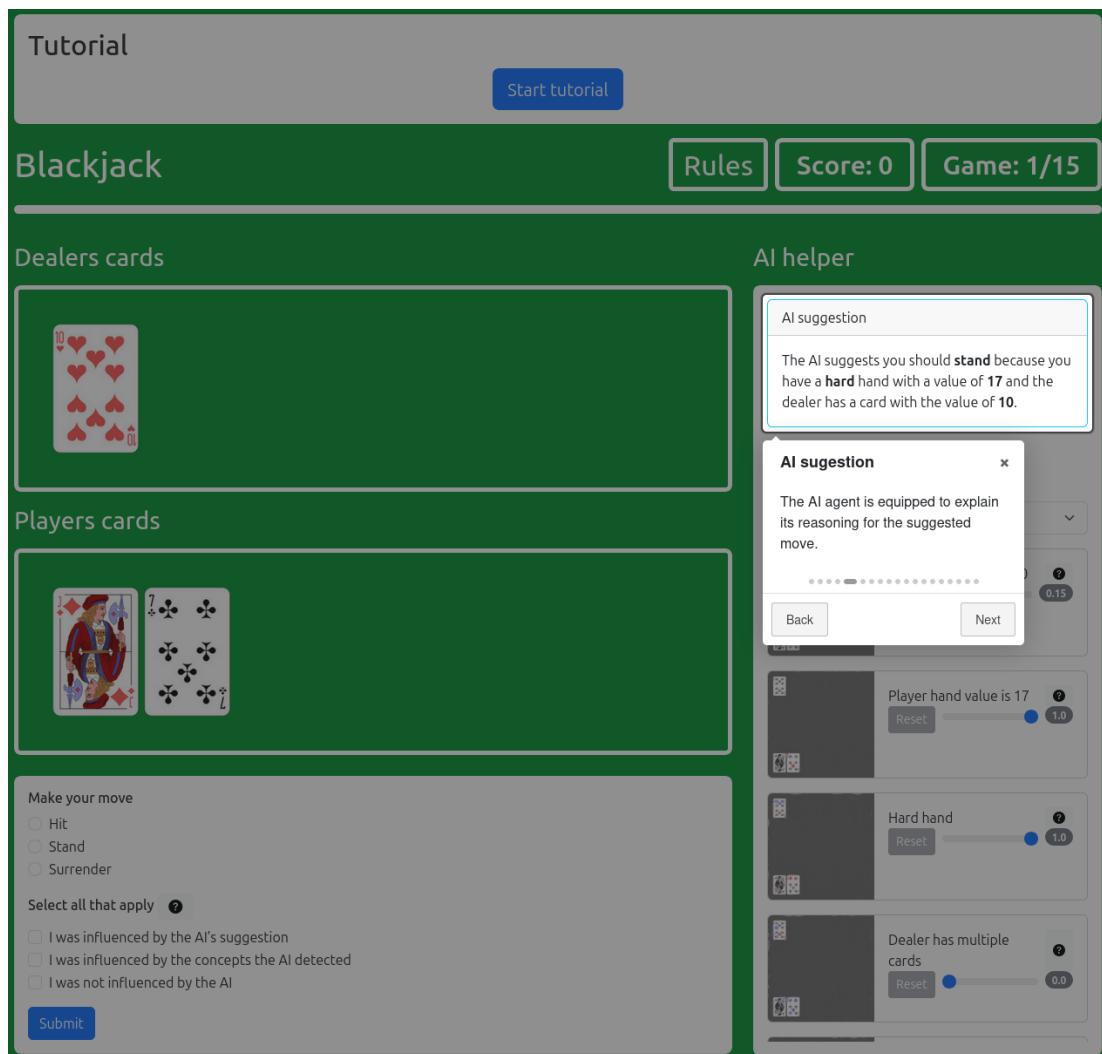 Tutorial
Start tutorial
Blackjack
Rules
Score: 0
Game: 1/15
Dealers cards
10
10
Players cards
J
J
7
7
Make your move
Hit
Stand
Surrender
Select all that apply
I was influenced by the AI's suggestion
I was influenced by the concepts the AI detected
I was not influenced by the AI
Submit
AI helper
AI suggestion
The AI suggests you should stand because you
have a hard hand with a value of 17 and the
dealer has a card with the value of 10.
AI sugestion
×
The AI agent is equipped to explain
its reasoning for the suggested
move.
Back
Next
0.15
Player hand value is 17
Reset
1.0
Hard hand
Reset
1.0
Dealer has multiple
cards
Reset
0.0